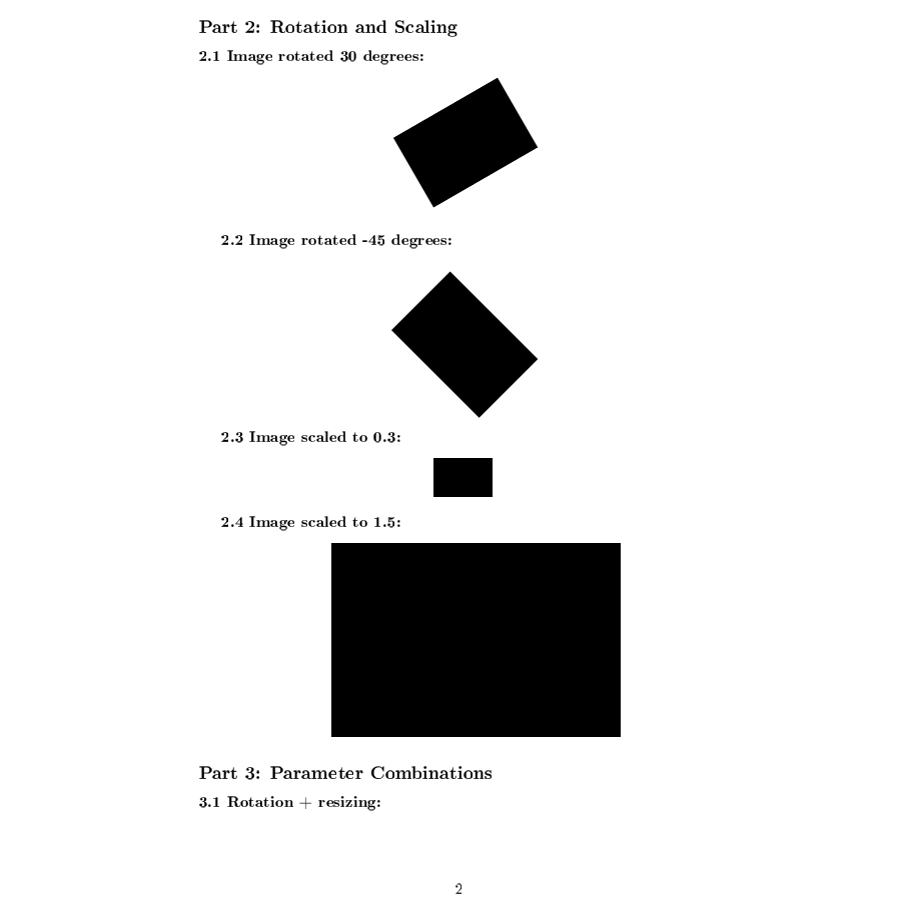 Part 2: Rotation and Scaling
2.1 Image rotated 30 degrees:
2.2 Image rotated -45 degrees:
2.3 Image scaled to 0.3:
2.4 Image scaled to 1.5:
Part 3: Parameter Combinations
3.1 Rotation + resizing:
2